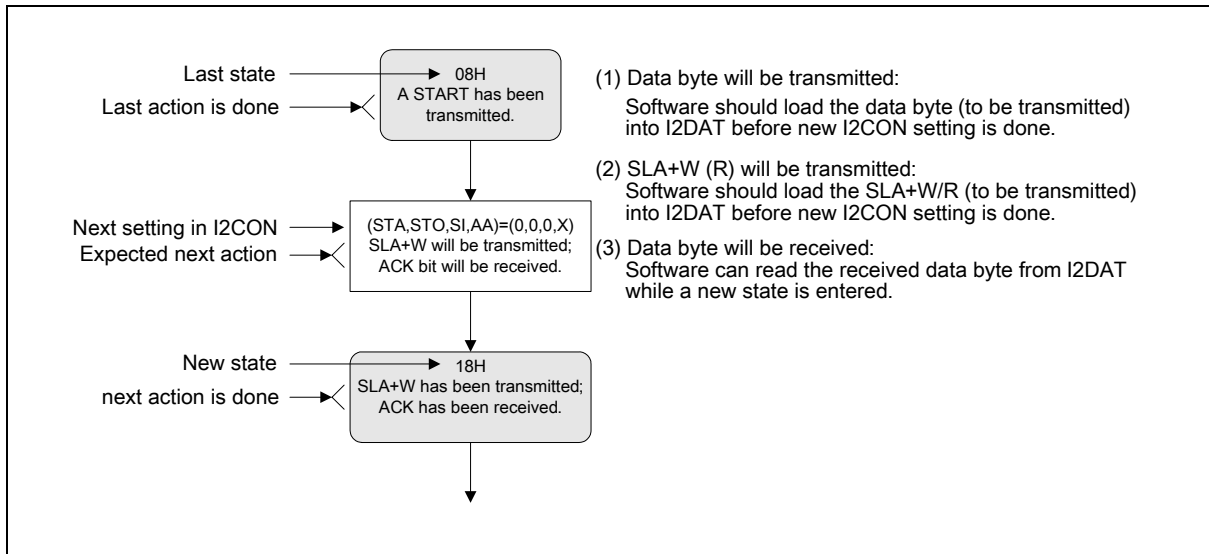 Last state
Last action is done
08H
A START has been
transmitted.
Next setting in I2CON
Expected next action
(STA,STO,SI,AA)=(0,0,0,X)
SLA+W will be transmitted;
ACK bit will be received.
New state
next action is done
18H
SLA+W has been transmitted;
ACK has been received.
(1) Data byte will be transmitted:
Software should load the data byte (to be transmitted)
into I2DAT before new I2CON setting is done.
(2) SLA+W (R) will be transmitted:
Software should load the SLA+W/R (to be transmitted)
into I2DAT before new I2CON setting is done.
(3) Data byte will be received:
Software can read the received data byte from I2DAT
while a new state is entered.